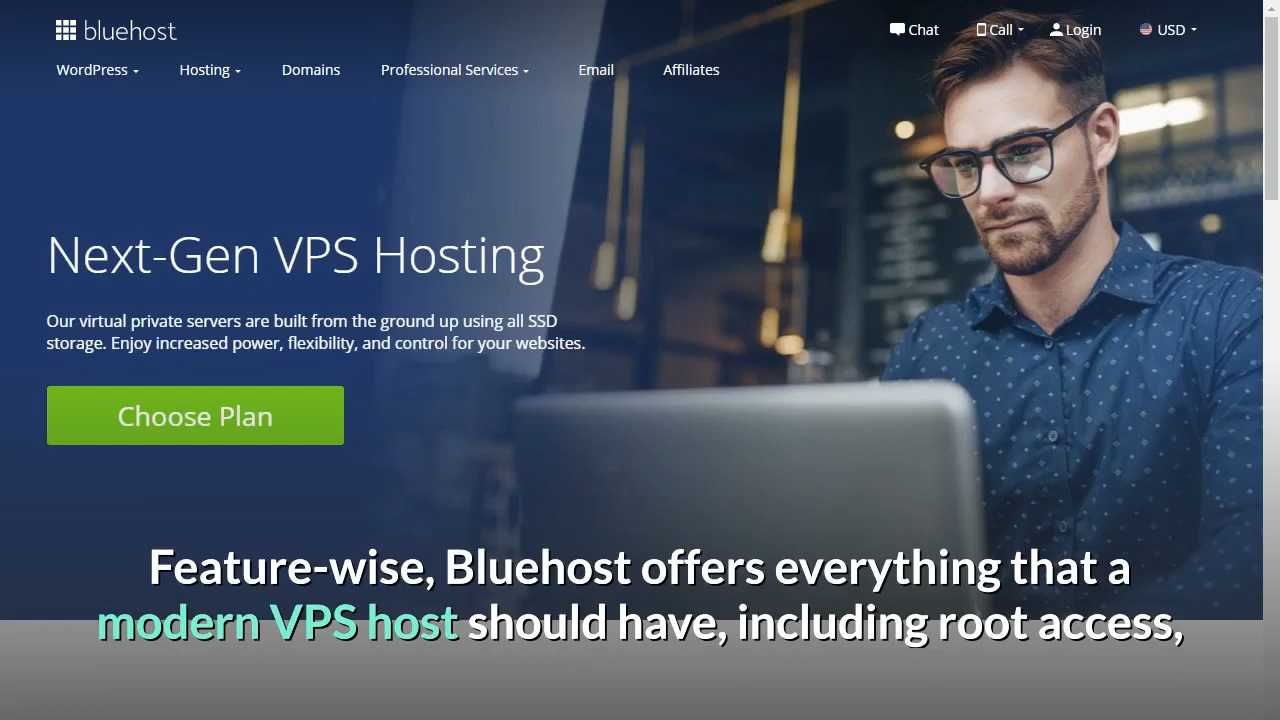 bluehost
Chat Call Login USD
WordPress Hosting Domains Professional Services Email Affiliates
Next-Gen VPS Hosting
Our virtual private servers are built from the ground up using all SSD
storage. Enjoy increased power, flexibility, and control for your websites.
Choose Plan
Feature-wise, Bluehost offers everything that a
modern VPS host should have, including root access,